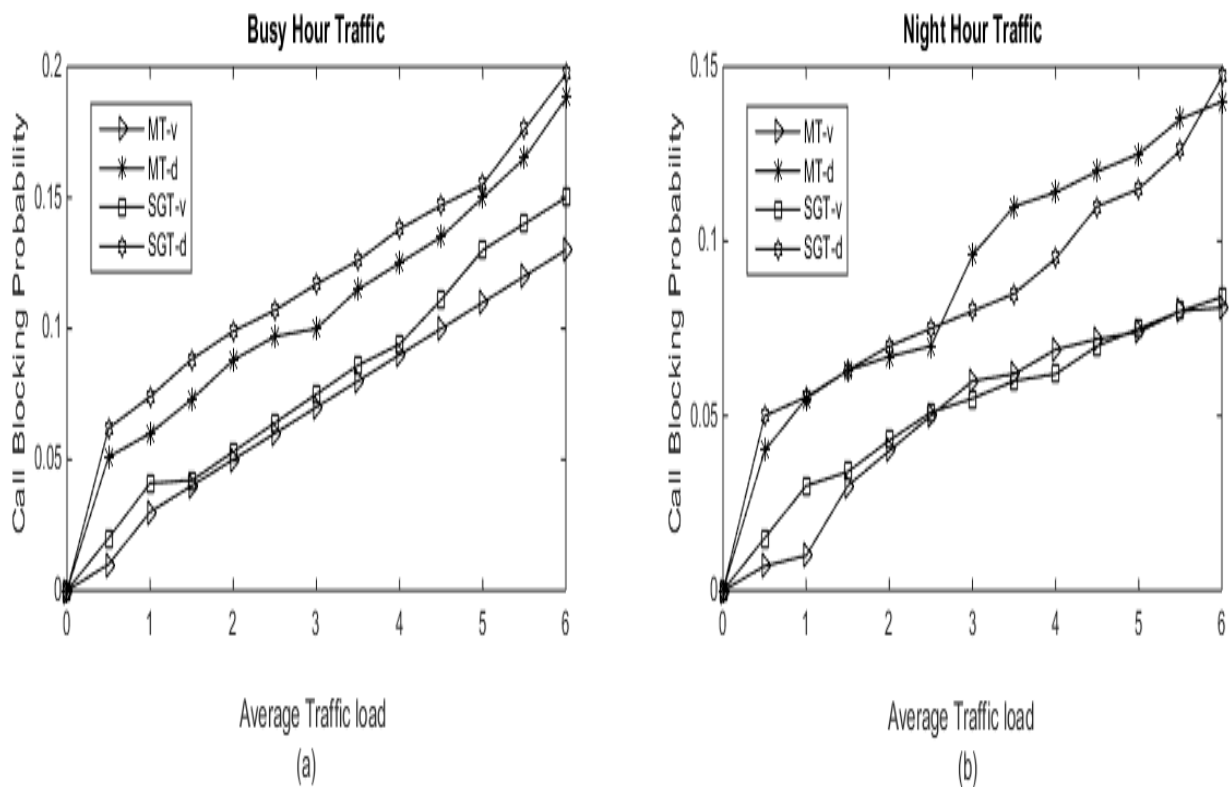 Busy Hour Traffic
Call Blocking Probability
0.2
0.15
0.1
0.05
0
MT-v
MT-d
SGT-v
SGT-d
0 1 2 3 4 5 6
Average Traffic load
(a)
Night Hour Traffic
Call Blocking Probability
0.15
0.1
0.05
0
MT-v
MT-d
SGT-v
SGT-d
0 1 2 3 4 5 6
Average Traffic load
(b)